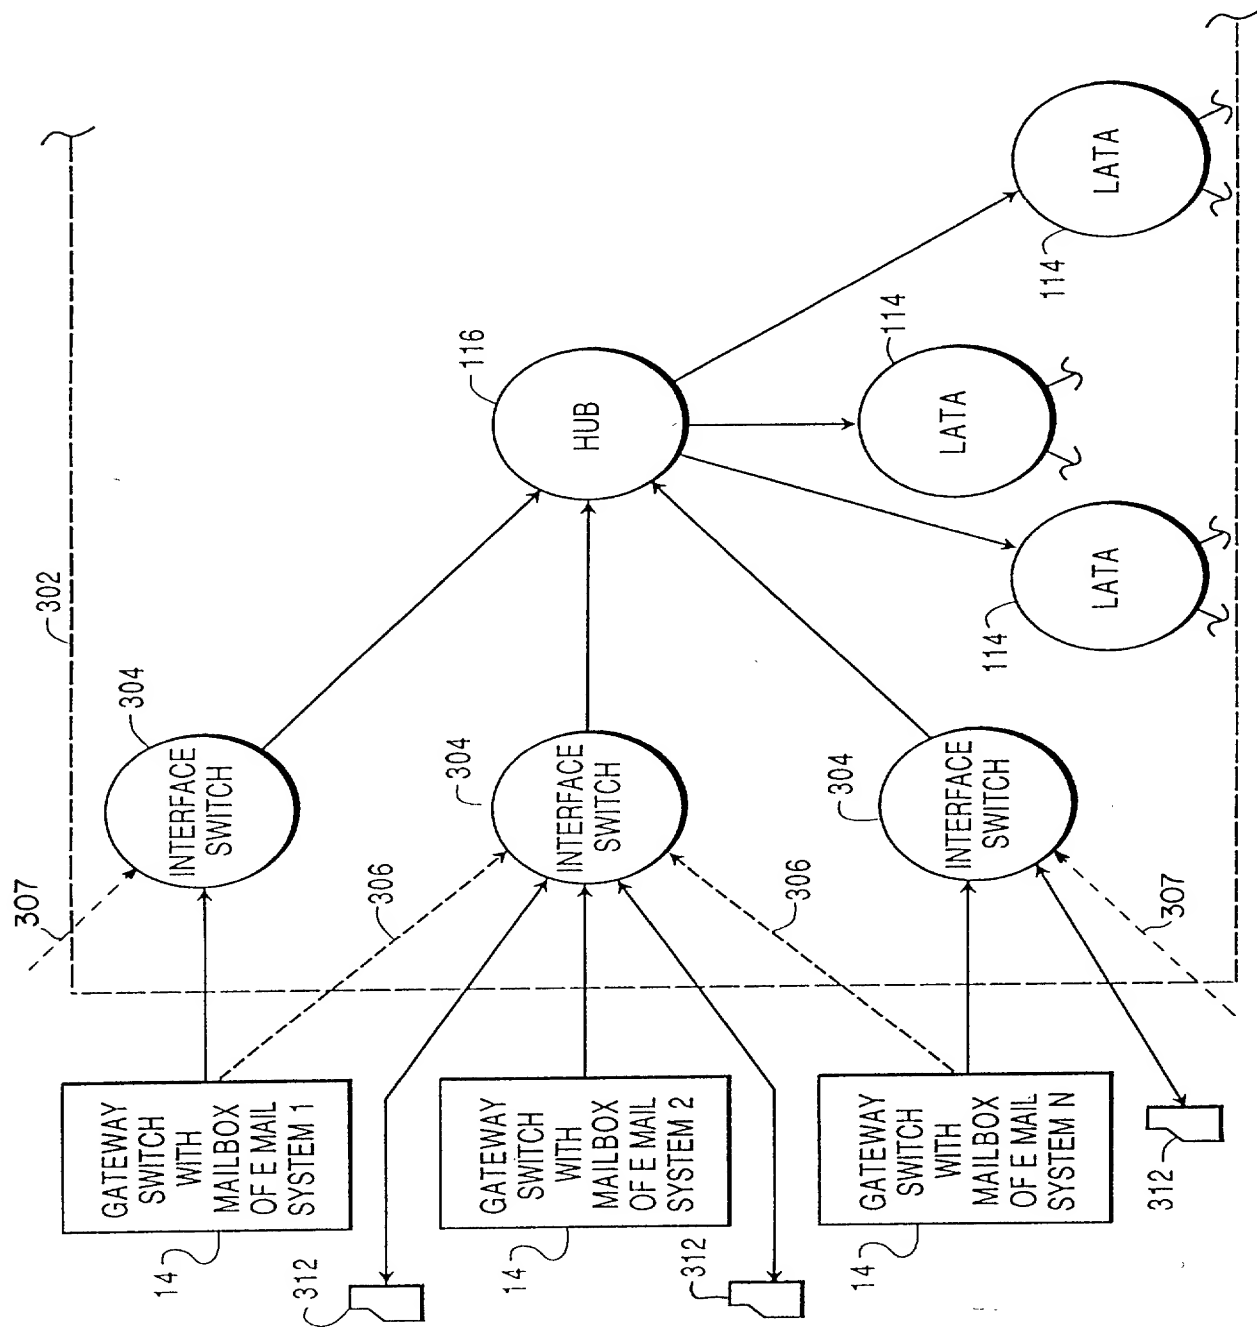 302
307
304
INTERFACE
SWITCH
GATEWAY
SWITCH
WITH
MAILBOX
OF E MAIL
SYSTEM 1
14
312
306
304
INTERFACE
SWITCH
116
HUB
GATEWAY
SWITCH
WITH
MAILBOX
OF E MAIL
SYSTEM 2
14
312
306
304
INTERFACE
SWITCH
GATEWAY
SWITCH
WITH
MAILBOX
OF E MAIL
SYSTEM N
14
312
307
114
LATA
114
LATA
114
LATA